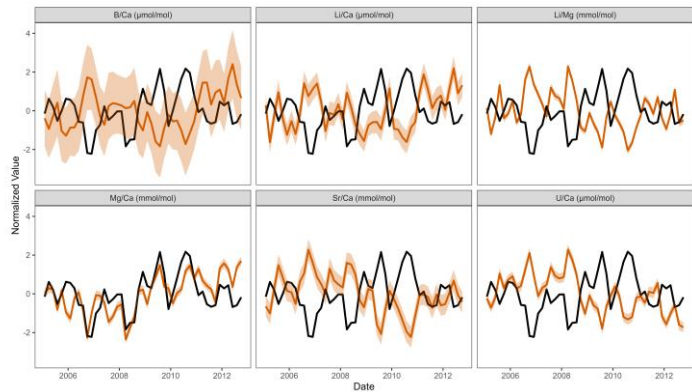 B/Ca (µmol/mol)
Li/Ca (µmol/mol)
Li/Mg (mmol/mol)
4
2
0
-2
Normalized Value
Mg/Ca (mmol/mol)
Sr/Ca (mmol/mol)
U/Ca (µmol/mol)
4
2
0
-2
2006 2008 2010 2012
2006 2008 2010 2012
2006 2008 2010 2012
Date